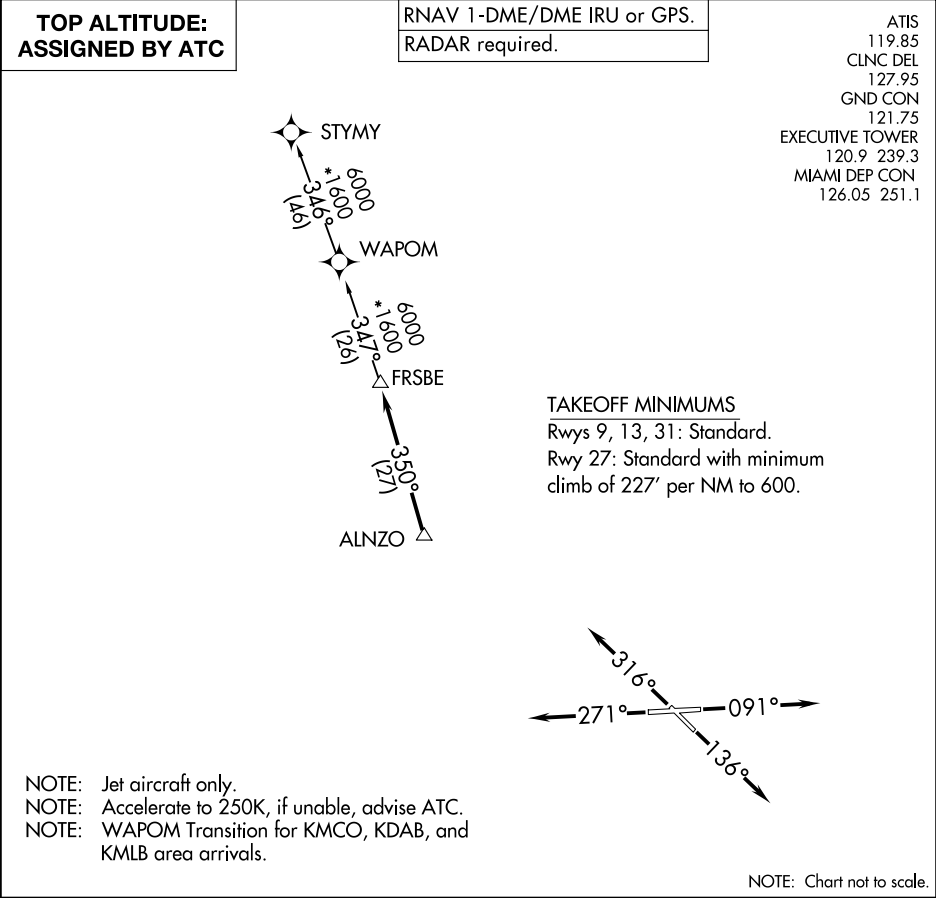 TOP ALTITUDE:
ASSIGNED BY ATC
RNAV 1-DME/DME IRU or GPS.
RADAR required.
ATIS
119.85
CLNC DEL
127.95
GND CON
121.75
EXECUTIVE TOWER
120.9 239.3
MIAMI DEP CON
126.05 251.1
STYMY
6000
*1600
346°
(46)
WAPOM
6000
*1600
347°
(26)
FRSBE
350°
(27)
ALNZO
TAKEOFF MINIMUMS
Rwys 9, 13, 31: Standard.
Rwy 27: Standard with minimum
climb of 227' per NM to 600.
316°
271°
091°
136°
NOTE: Jet aircraft only.
NOTE: Accelerate to 250K, if unable, advise ATC.
NOTE: WAPOM Transition for KMCO, KDAB, and
KMLB area arrivals.
NOTE: Chart not to scale.